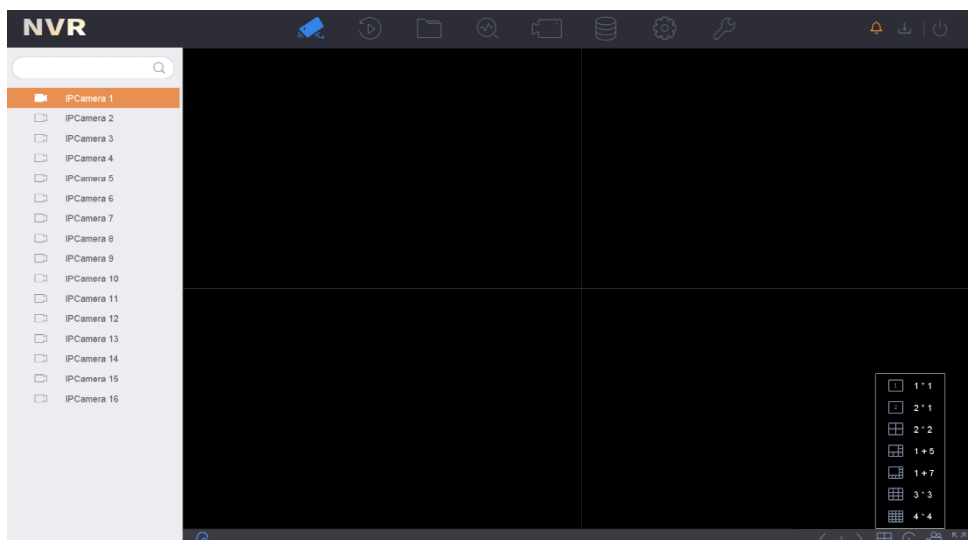 NVR
IPCamera 1
IPCamera 2
IPCamera 3
IPCamera 4
IPCamera 5
IPCamera 6
IPCamera 7
IPCamera 8
IPCamera 9
IPCamera 10
IPCamera 11
IPCamera 12
IPCamera 13
IPCamera 14
IPCamera 15
IPCamera 16
1 1 * 1
2 2 * 1
2 * 2
1 + 5
1 + 7
3 * 3
4 * 4